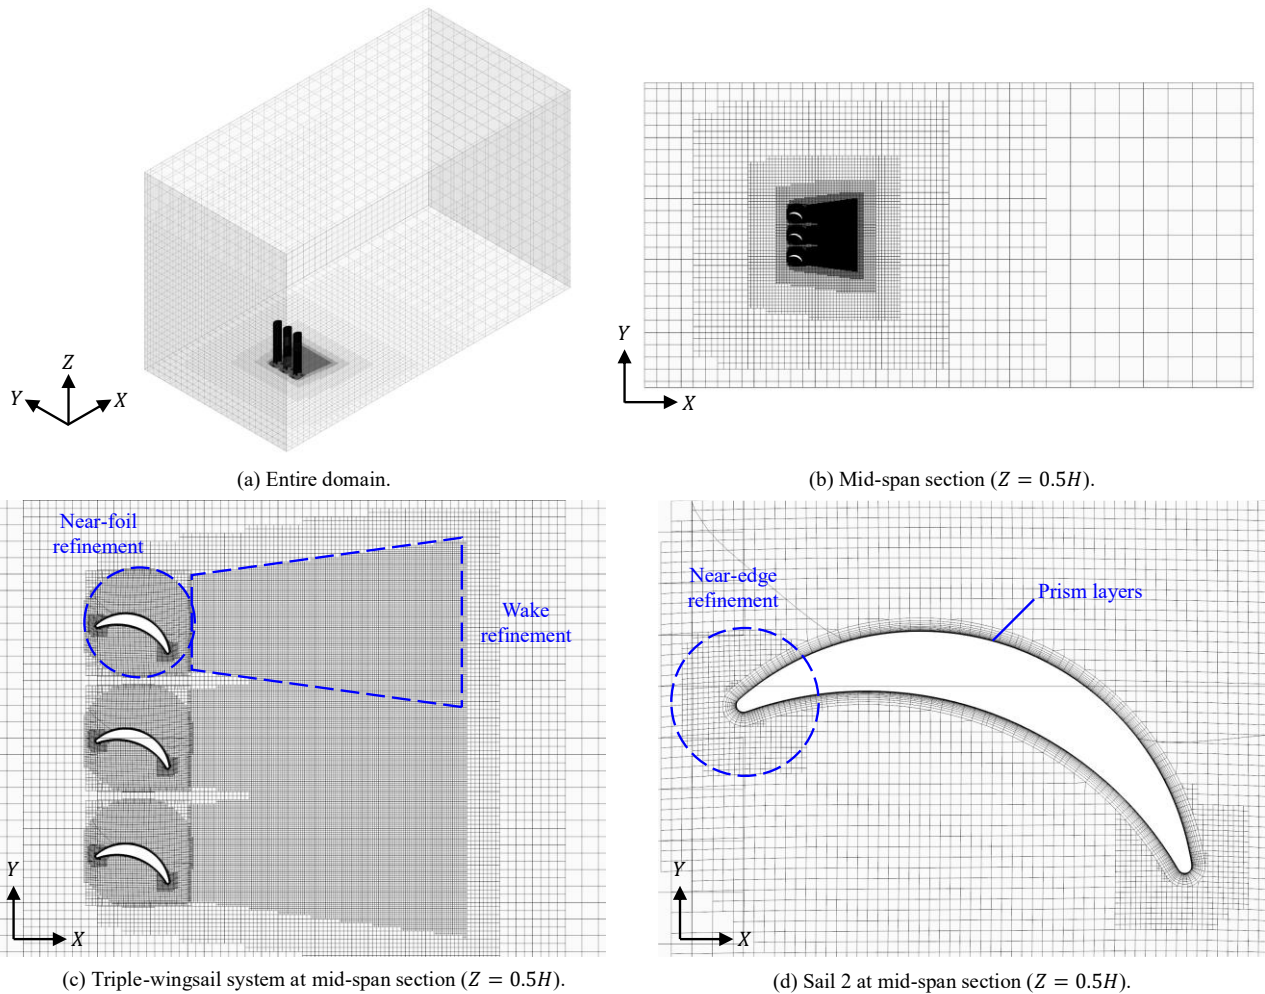 Z
Y
X
(a) Entire domain.
Y
X
(b) Mid-span section (Z = 0.5H).
Near-foil
refinement
Wake
refinement
Y
X
(c) Triple-wingsail system at mid-span section (Z = 0.5H).
Near-edge
refinement
Prism layers
Y
X
(d) Sail 2 at mid-span section (Z = 0.5H).